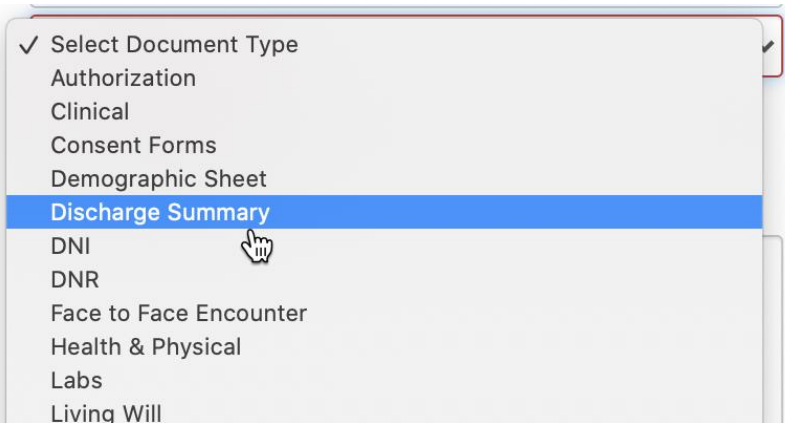 Select Document Type
Authorization
Clinical
Consent Forms
Demographic Sheet
Discharge Summary
DNI
DNR
Face to Face Encounter
Health & Physical
Labs
Living Will